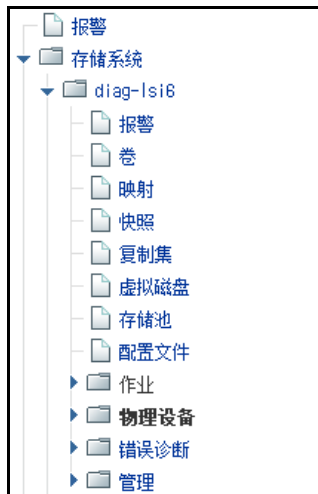 报警
存储系统
diag-lsi6
报警
卷
映射
快照
复制集
虚拟磁盘
存储池
配置文件
作业
物理设备
错误诊断
管理